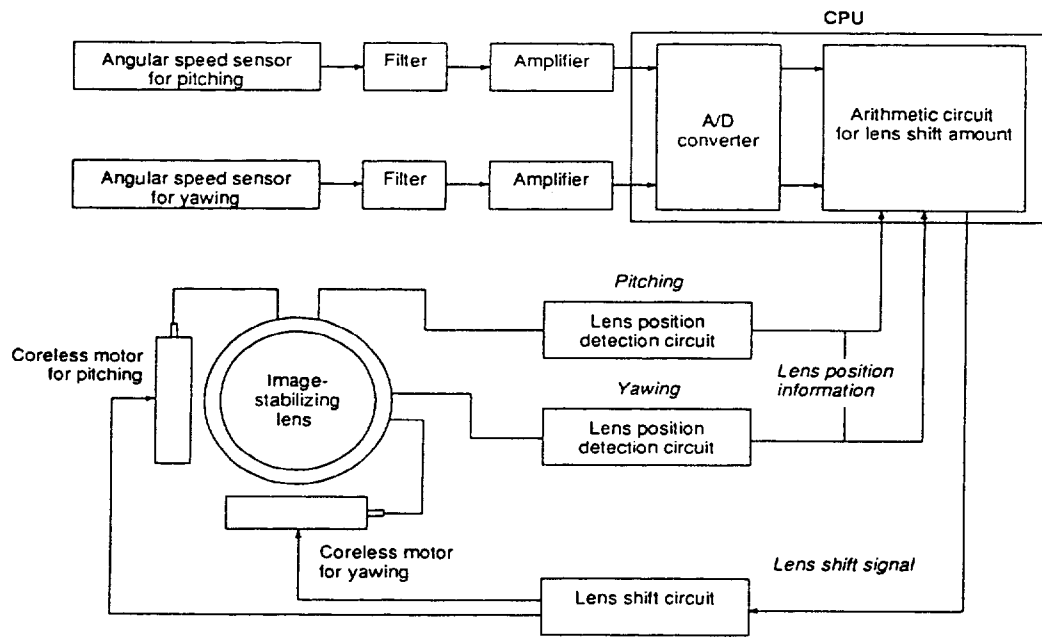 CPU
Angular speed sensor
for pitching
Filter
Amplifier
A/D
converter
Arithmetic circuit
for lens shift amount
Angular speed sensor
for yawing
Filter
Amplifier
Pitching
Lens position
detection circuit
Coreless motor
for pitching
Image-
stabilizing
lens
Lens position
information
Yawing
Lens position
detection circuit
Coreless motor
for yawing
Lens shift signal
Lens shift circuit